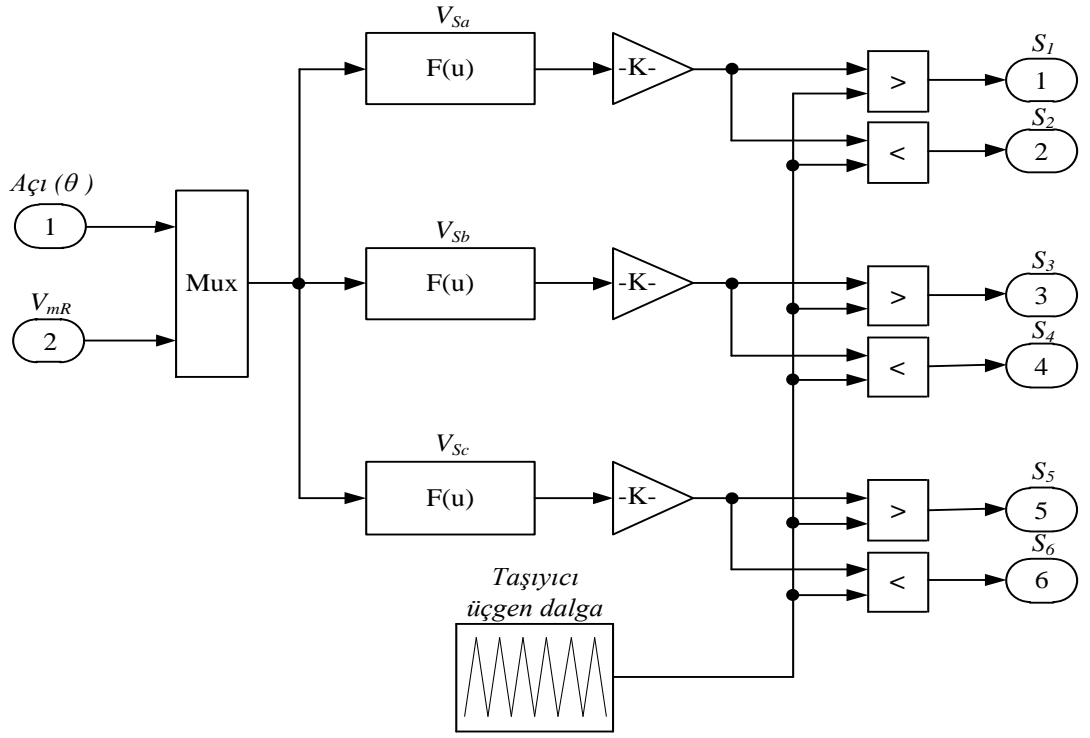 V_Sa
F(u)
-K-
>
S_1
1
<
S_2
2
Açı (θ )
1
V_mR
2
Mux
V_Sb
F(u)
-K-
>
S_3
3
<
S_4
4
V_Sc
F(u)
-K-
>
S_5
5
<
S_6
6
Taşıyıcı
üçgen dalga